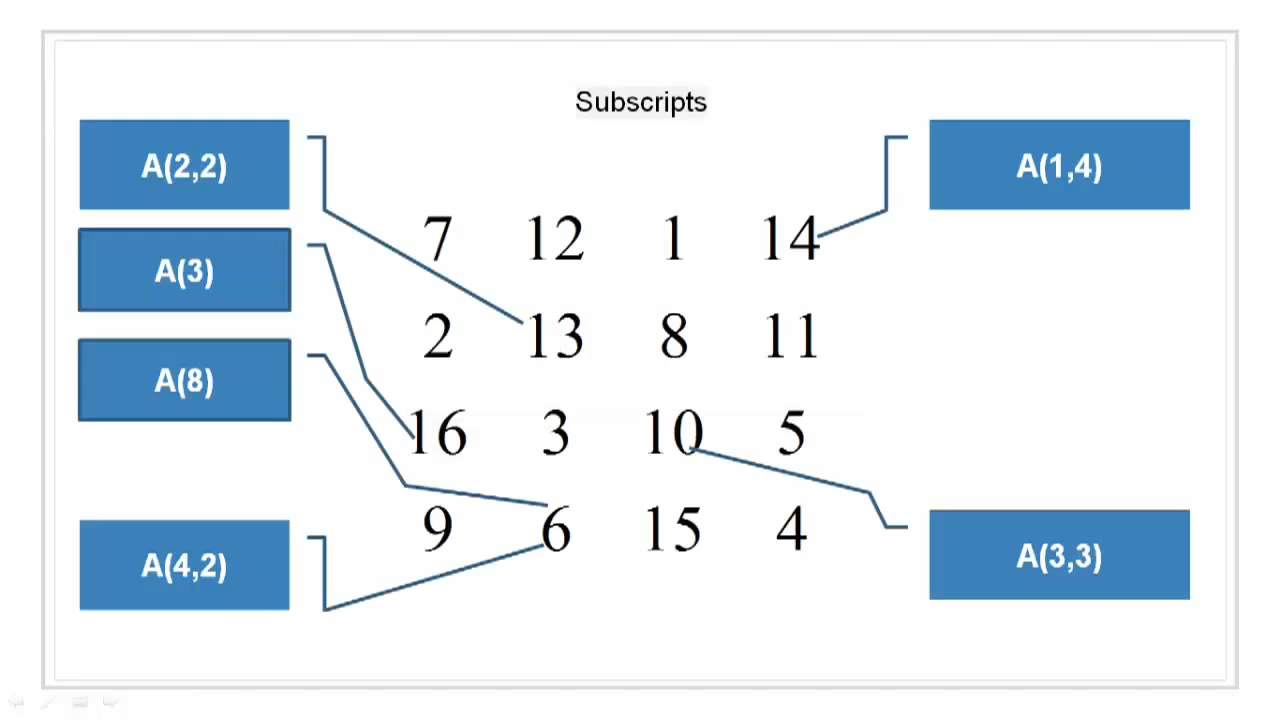 Subscripts
A(2,2)
A(1,4)
A(3)
A(8)
7 12 1 14
2 13 8 11
16 3 10 5
9 6 15 4
A(4,2)
A(3,3)